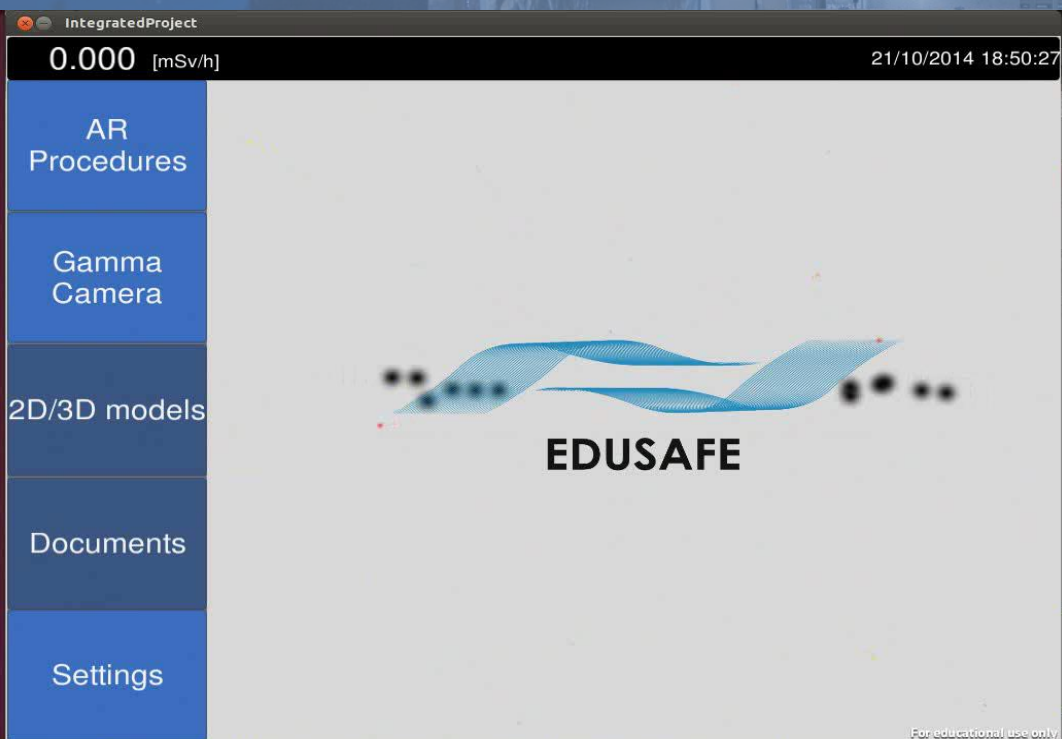 IntegratedProject
0.000 [mSv/h]
21/10/2014 18:50:27
AR
Procedures
Gamma
Camera
2D/3D models
Documents
Settings
EDUSAFE
For educational use only